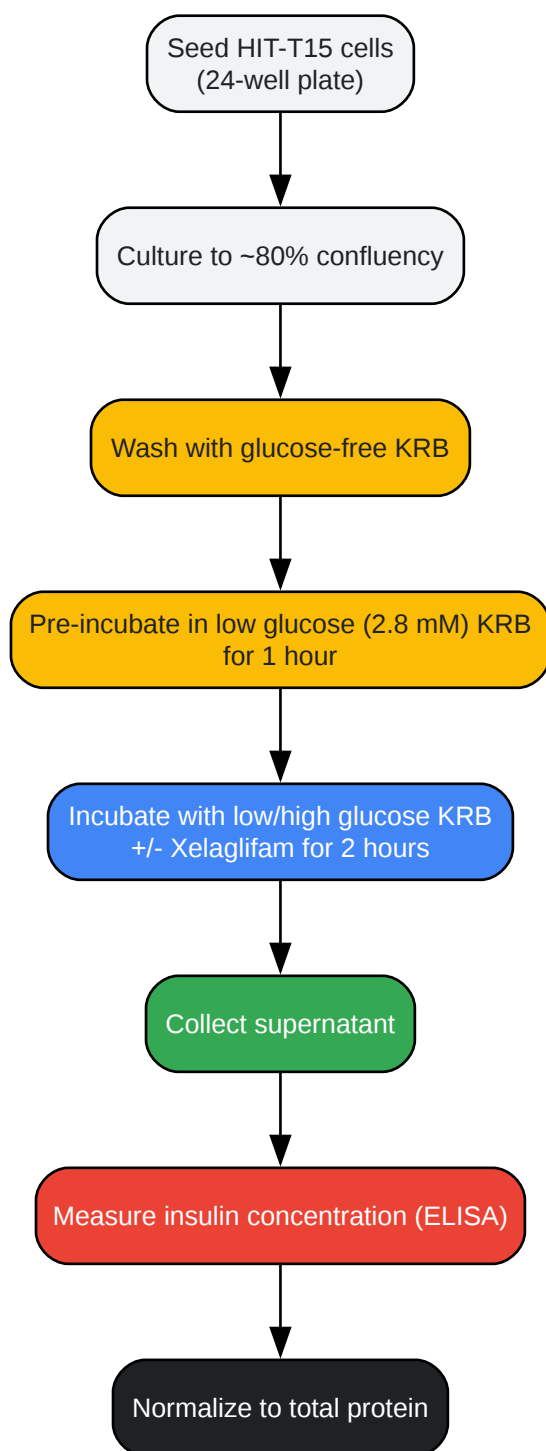 Seed HIT-T15 cells
(24-well plate)
Culture to ~80% confluency
Wash with glucose-free KRB
Pre-incubate in low glucose (2.8 mM) KRB
for 1 hour
Incubate with low/high glucose KRB
+/- Xelaglifam for 2 hours
Collect supernatant
Measure insulin concentration (ELISA)
Normalize to total protein